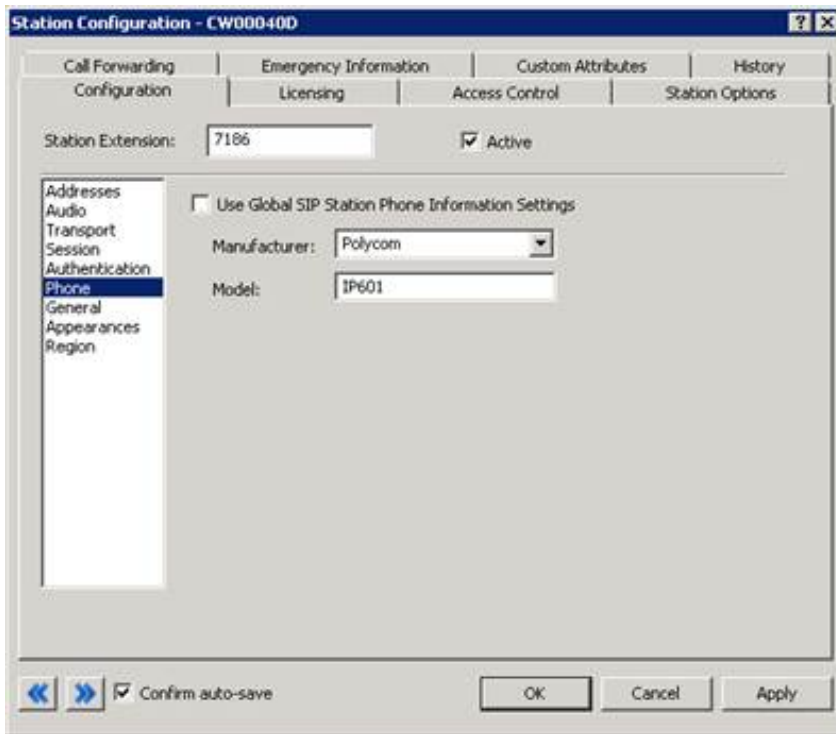 Station Configuration - CW00040D
Call Forwarding Emergency Information Custom Attributes History
Configuration Licensing Access Control Station Options
Station Extension: 7186 Active
Addresses
Audio
Transport
Session
Authentication
Phone
General
Appearances
Region
Use Global SIP Station Phone Information Settings
Manufacturer: Polycom
Model: IP601
Confirm auto-save OK Cancel Apply